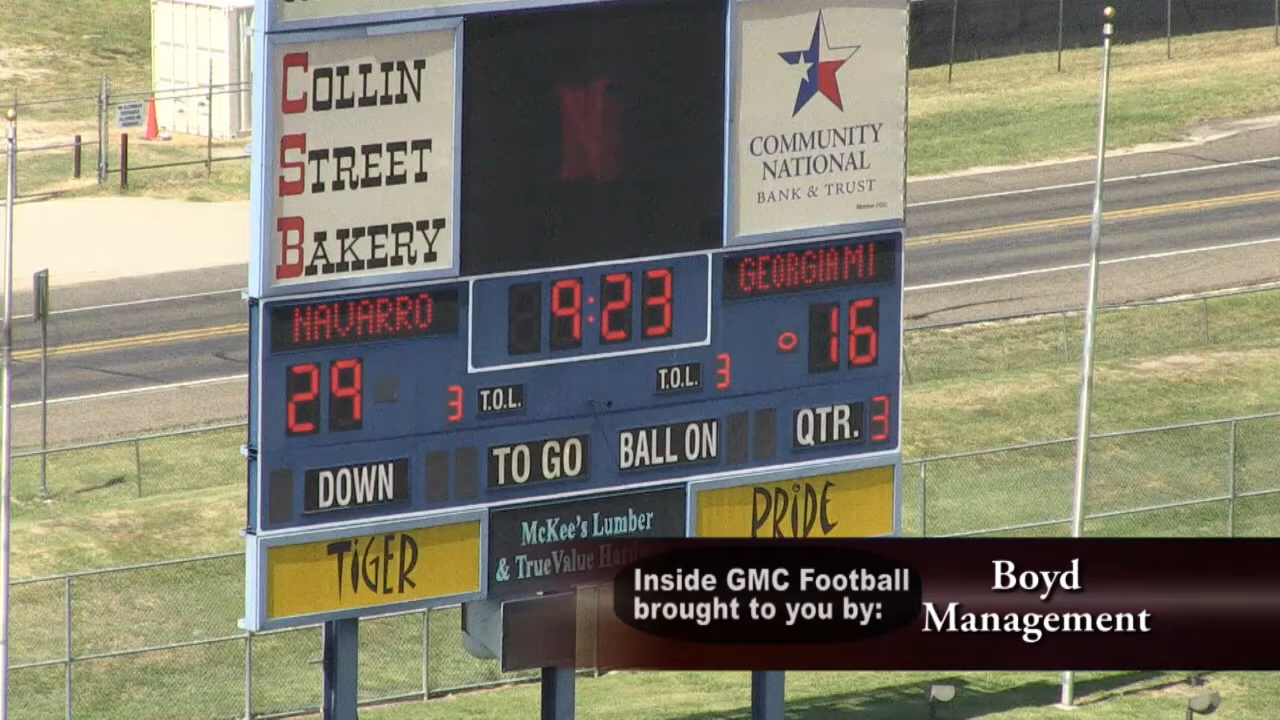 COLLIN
STREET
BAKERY
N
COMMUNITY
NATIONAL
BANK & TRUST
NAVARRO
9:23
GEORGIA MI
29
3 T.O.L.
T.O.L. 3
16
DOWN
TO GO
BALL ON
QTR. 3
TiGER
McKee's Lumber
& TrueValue
PRiDE
Inside GMC Football
brought to you by:
Boyd
Management